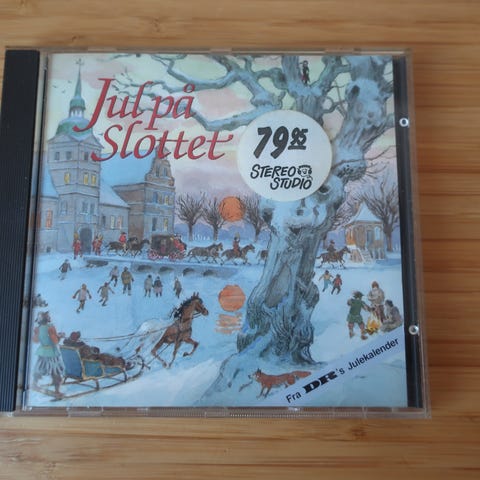 Jul på
Slottet
79 95
STEREO
STUDIO
Fra DR's Julekalender